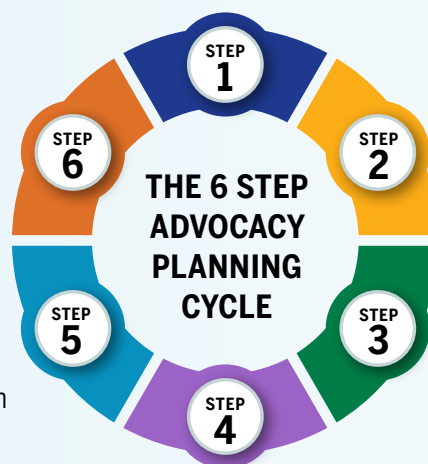 STEP
1
STEP
2
STEP
3
STEP
4
STEP
5
STEP
6
THE 6 STEP
ADVOCACY
PLANNING
CYCLE